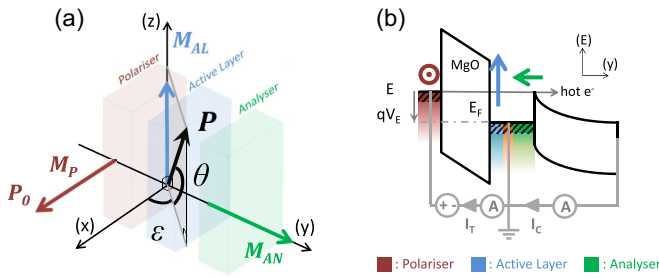 (a)
(z)
M_AL
Polariser
Active Layer
Analyser
P
M_P
θ
P_0
(x)
ε
(y)
M_AN
(b)
(E)
(y)
MgO
E
hot e-
qV_E
E_F
+ -
A
A
I_T
I_C
: Polariser
: Active Layer
: Analyser